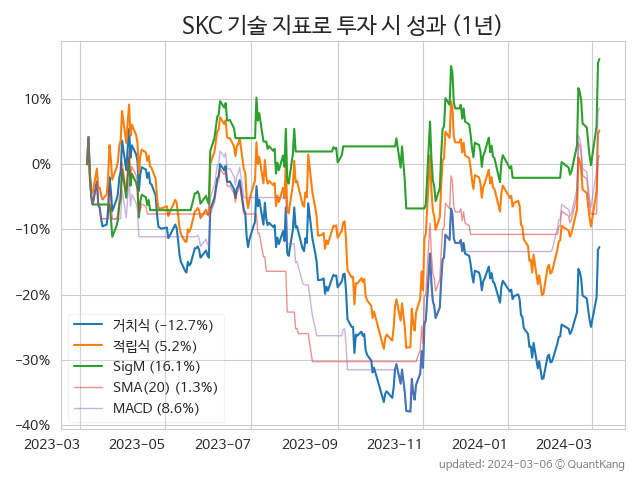 SKC 기술 지표로 투자 시 성과 (1년)
10%
0%
−10%
−20%
−30%
−40%
거치식 (−12.7%)
적립식 (5.2%)
SigM (16.1%)
SMA(20) (1.3%)
MACD (8.6%)
2023−03 2023−05 2023−07 2023−09 2023−11 2024−01 2024−03
updated: 2024−03−06 ⓒ QuantKang